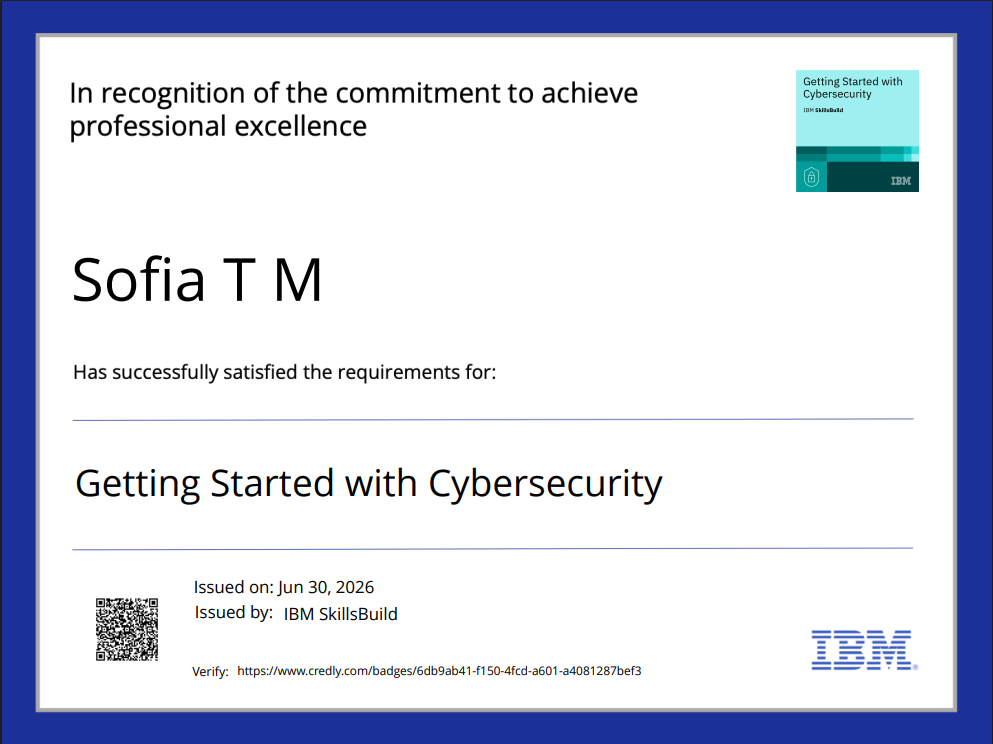 In recognition of the commitment to achieve
professional excellence
Getting Started with
Cybersecurity
IBM SkillsBuild
IBM
Sofia T M
Has successfully satisfied the requirements for:
Getting Started with Cybersecurity
Issued on: Jun 30, 2026
Issued by: IBM SkillsBuild
Verify: https://www.credly.com/badges/6db9ab41-f150-4fcd-a601-a4081287bef3
IBM